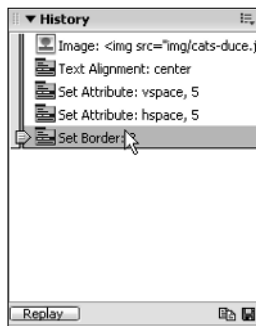 History
Image: <img src="img/cats-duce.j
Text Alignment: center
Set Attribute: vspace, 5
Set Attribute: hspace, 5
Set Border:
Replay